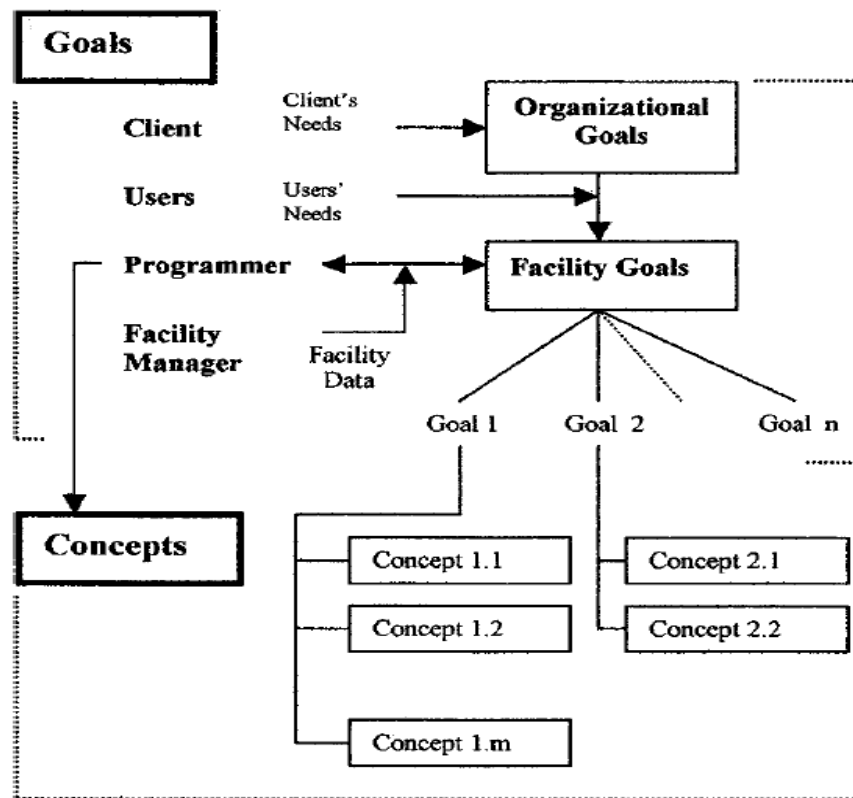 Goals
Client
Client's
Needs
Organizational
Goals
Users
Users'
Needs
Programmer
Facility Goals
Facility
Manager
Facility
Data
Goal 1
Goal 2
Goal n
Concepts
Concept 1.1
Concept 2.1
Concept 1.2
Concept 2.2
Concept 1.m